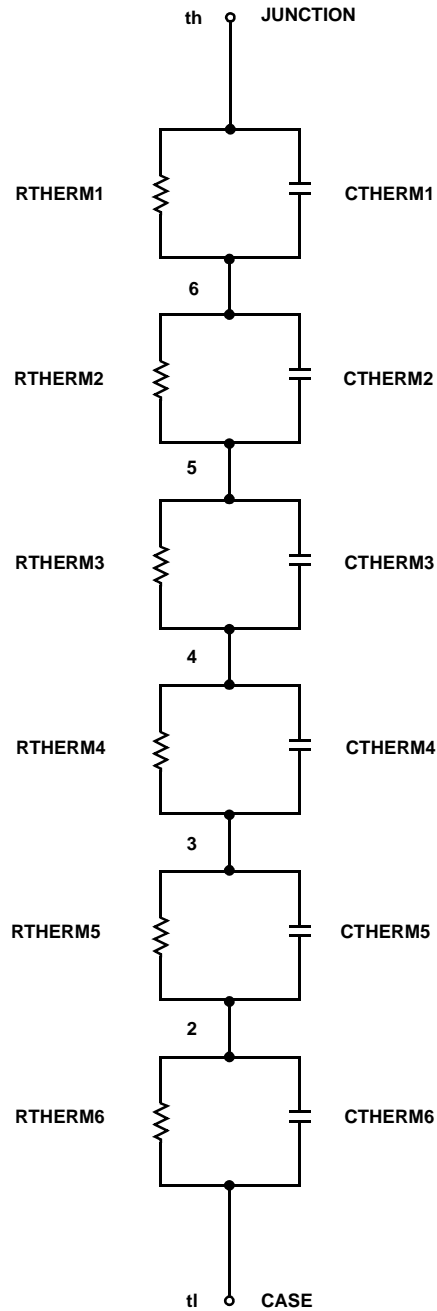 th JUNCTION
RTHERM1 CTHERM1
6
RTHERM2 CTHERM2
5
RTHERM3 CTHERM3
4
RTHERM4 CTHERM4
3
RTHERM5 CTHERM5
2
RTHERM6 CTHERM6
tl CASE